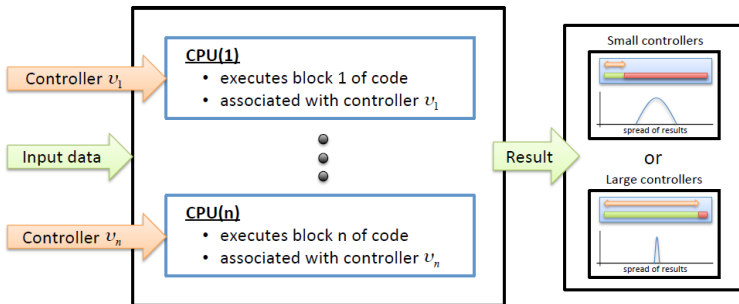 Controller υ₁
CPU(1)
• executes block 1 of code
• associated with controller υ₁
Input data
Controller υₙ
CPU(n)
• executes block n of code
• associated with controller υₙ
Result
Small controllers
spread of results
or
Large controllers
spread of results